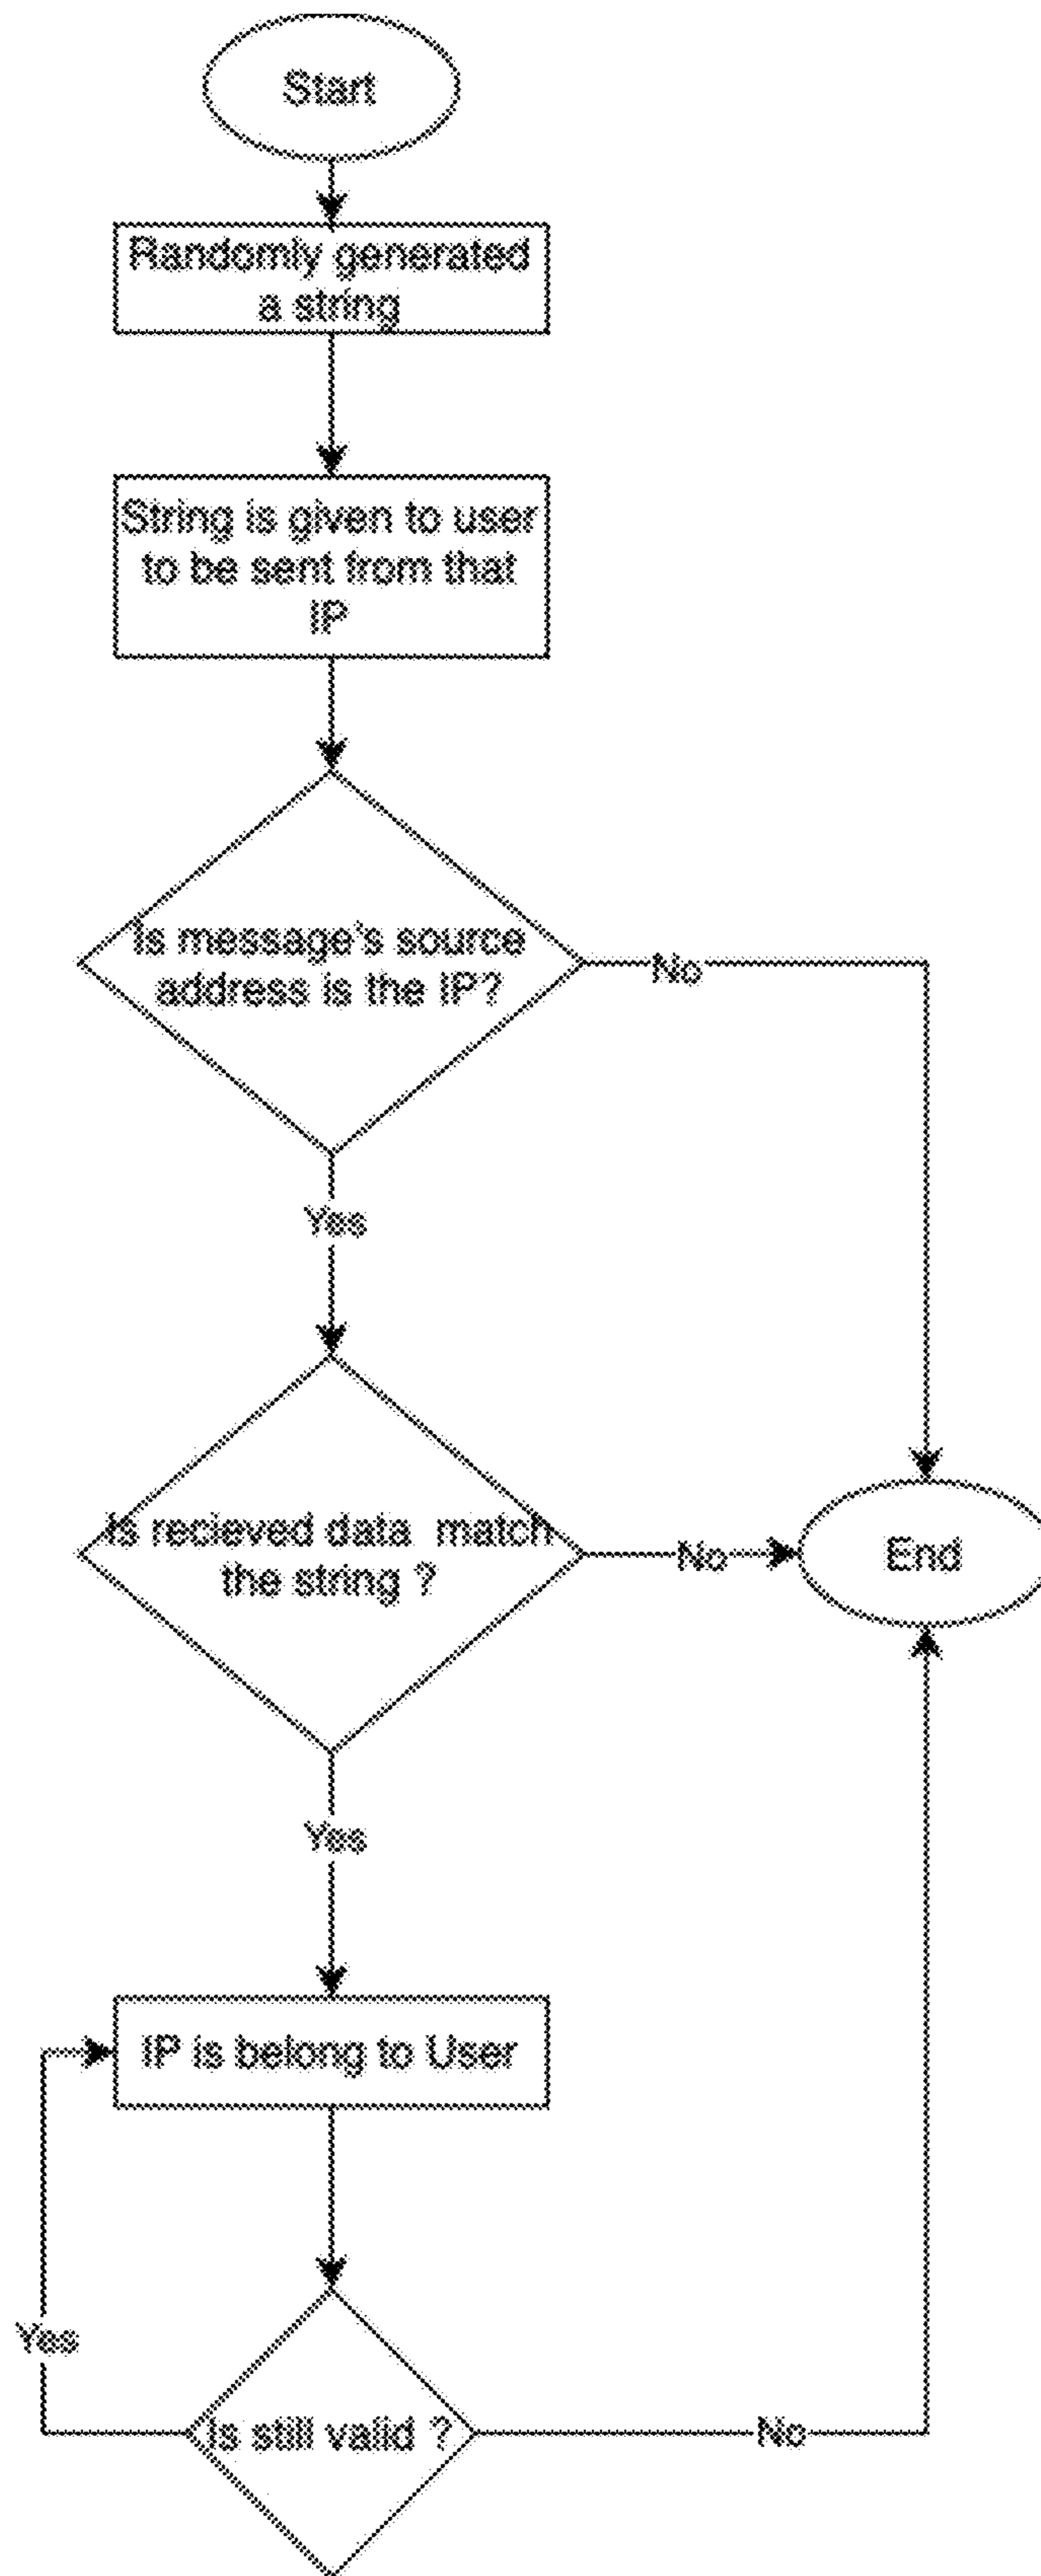 Start
Randomly generated
a string
String is given to user
to be sent from that
IP
Is message's source
address is the IP?
No
Yes
Is recieved data match
the string ?
No
End
Yes
IP is belong to User
Yes
Is still valid ?
No